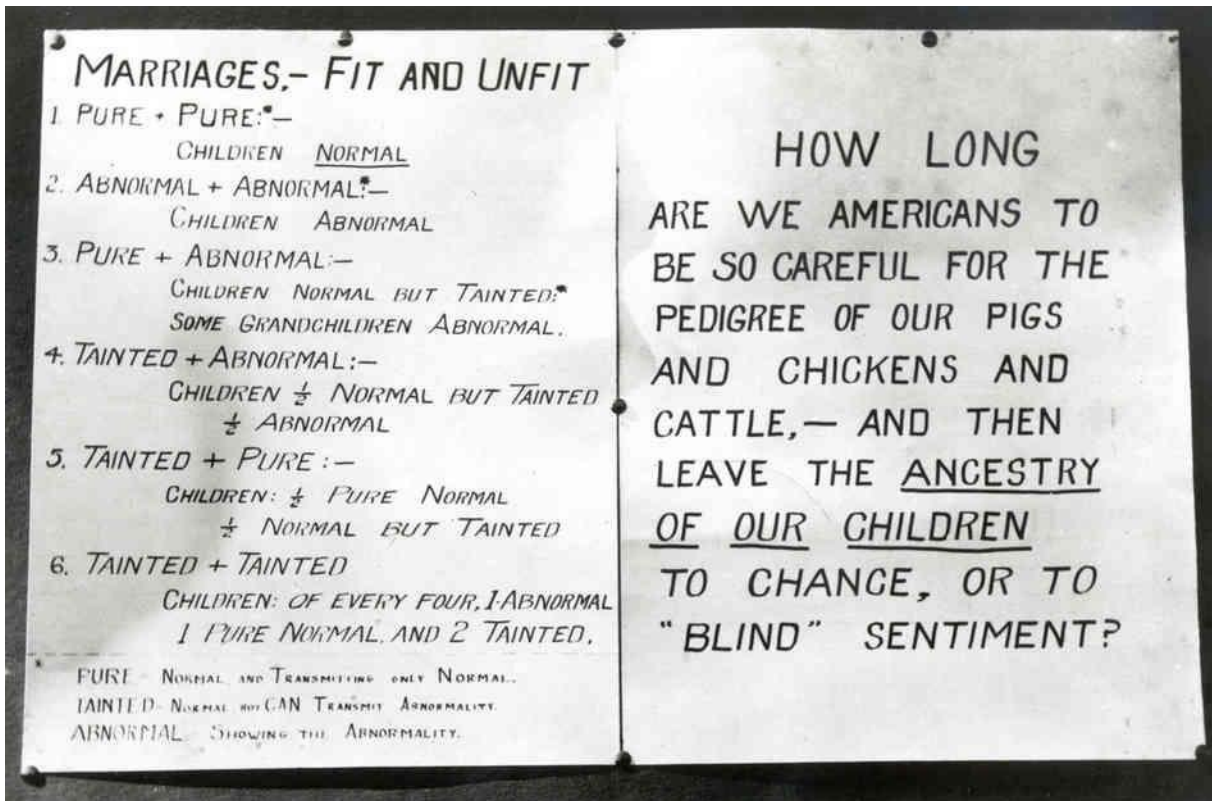 MARRIAGES.- FIT AND UNFIT
1. PURE + PURE:*—
CHILDREN NORMAL
2. ABNORMAL + ABNORMAL:*—
CHILDREN ABNORMAL
3. PURE + ABNORMAL:—
CHILDREN NORMAL BUT TAINTED:*
SOME GRANDCHILDREN ABNORMAL.
4. TAINTED + ABNORMAL:—
CHILDREN ½ NORMAL BUT TAINTED
½ ABNORMAL
5. TAINTED + PURE:—
CHILDREN: ½ PURE NORMAL
½ NORMAL BUT TAINTED
6. TAINTED + TAINTED
CHILDREN: OF EVERY FOUR, 1-ABNORMAL
1 PURE NORMAL, AND 2 TAINTED.
PURE - NORMAL AND TRANSMITTING ONLY NORMAL.
TAINTED - NORMAL BUT CAN TRANSMIT ABNORMALITY.
ABNORMAL - SHOWING THE ABNORMALITY.
HOW LONG
ARE WE AMERICANS TO
BE SO CAREFUL FOR THE
PEDIGREE OF OUR PIGS
AND CHICKENS AND
CATTLE,— AND THEN
LEAVE THE ANCESTRY
OF OUR CHILDREN
TO CHANCE, OR TO
"BLIND" SENTIMENT?